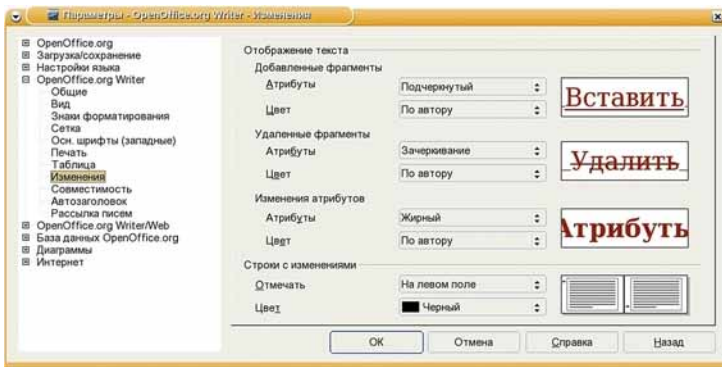 Параметры - OpenOffice.org Writer - Изменения
OpenOffice.org
Загрузка/сохранение
Настройки языка
OpenOffice.org Writer
Общие
Вид
Знаки форматирования
Сетка
Осн. шрифты (западные)
Печать
Таблица
Изменения
Совместимость
Автозаголовок
Рассылка писем
OpenOffice.org Writer/Web
База данных OpenOffice.org
Диаграммы
Интернет
Отображение текста
Добавленные фрагменты
Атрибуты Подчеркнутый
Цвет По автору
Вставить
Удаленные фрагменты
Атрибуты Зачеркивание
Цвет По автору
Удалить
Изменения атрибутов
Атрибуты Жирный
Цвет По автору
Атрибуть
Строки с изменениями
Отмечать На левом поле
Цвет Черный
ОК Отмена Справка Назад